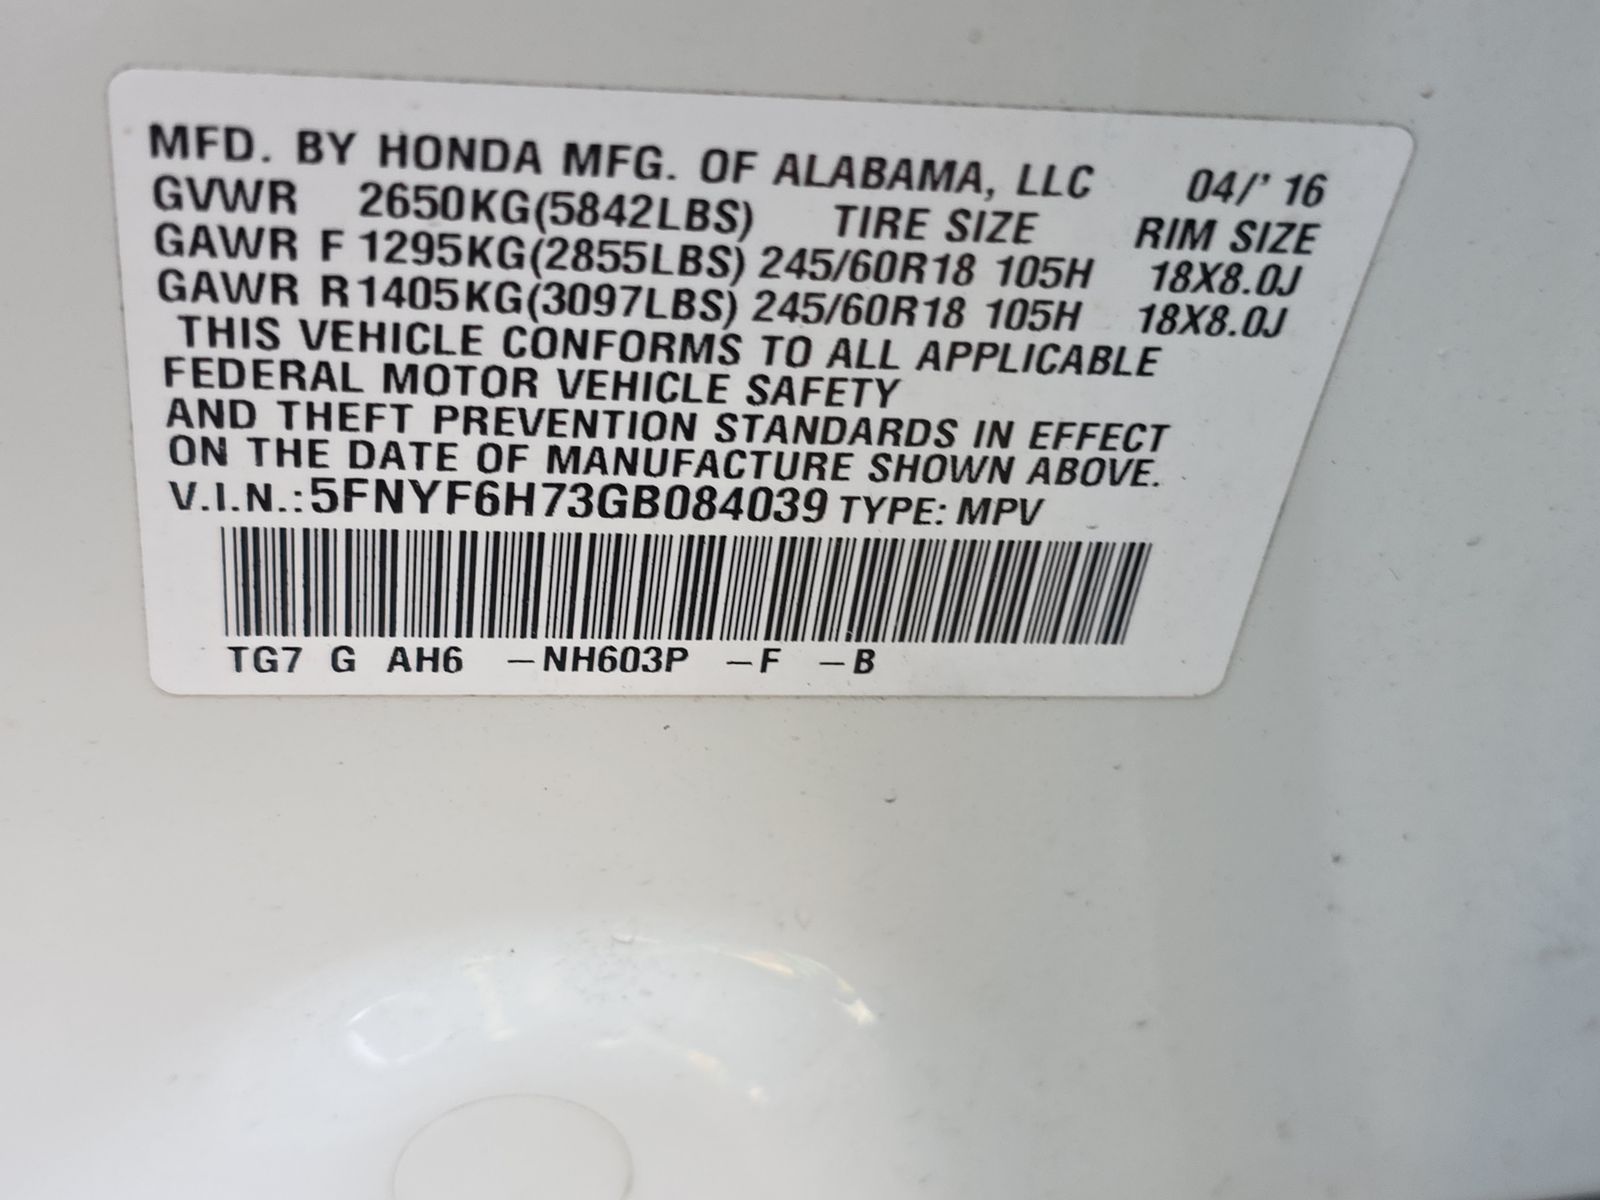 MFD. BY HONDA MFG. OF ALABAMA, LLC 04/' 16
GVWR 2650KG(5842LBS) TIRE SIZE RIM SIZE
GAWR F 1295KG(2855LBS) 245/60R18 105H 18X8.0J
GAWR R 1405KG(3097LBS) 245/60R18 105H 18X8.0J
THIS VEHICLE CONFORMS TO ALL APPLICABLE
FEDERAL MOTOR VEHICLE SAFETY
AND THEFT PREVENTION STANDARDS IN EFFECT
ON THE DATE OF MANUFACTURE SHOWN ABOVE.
V.I.N.:5FNYF6H73GB084039 TYPE: MPV
TG7 G AH6 –NH603P –F –B